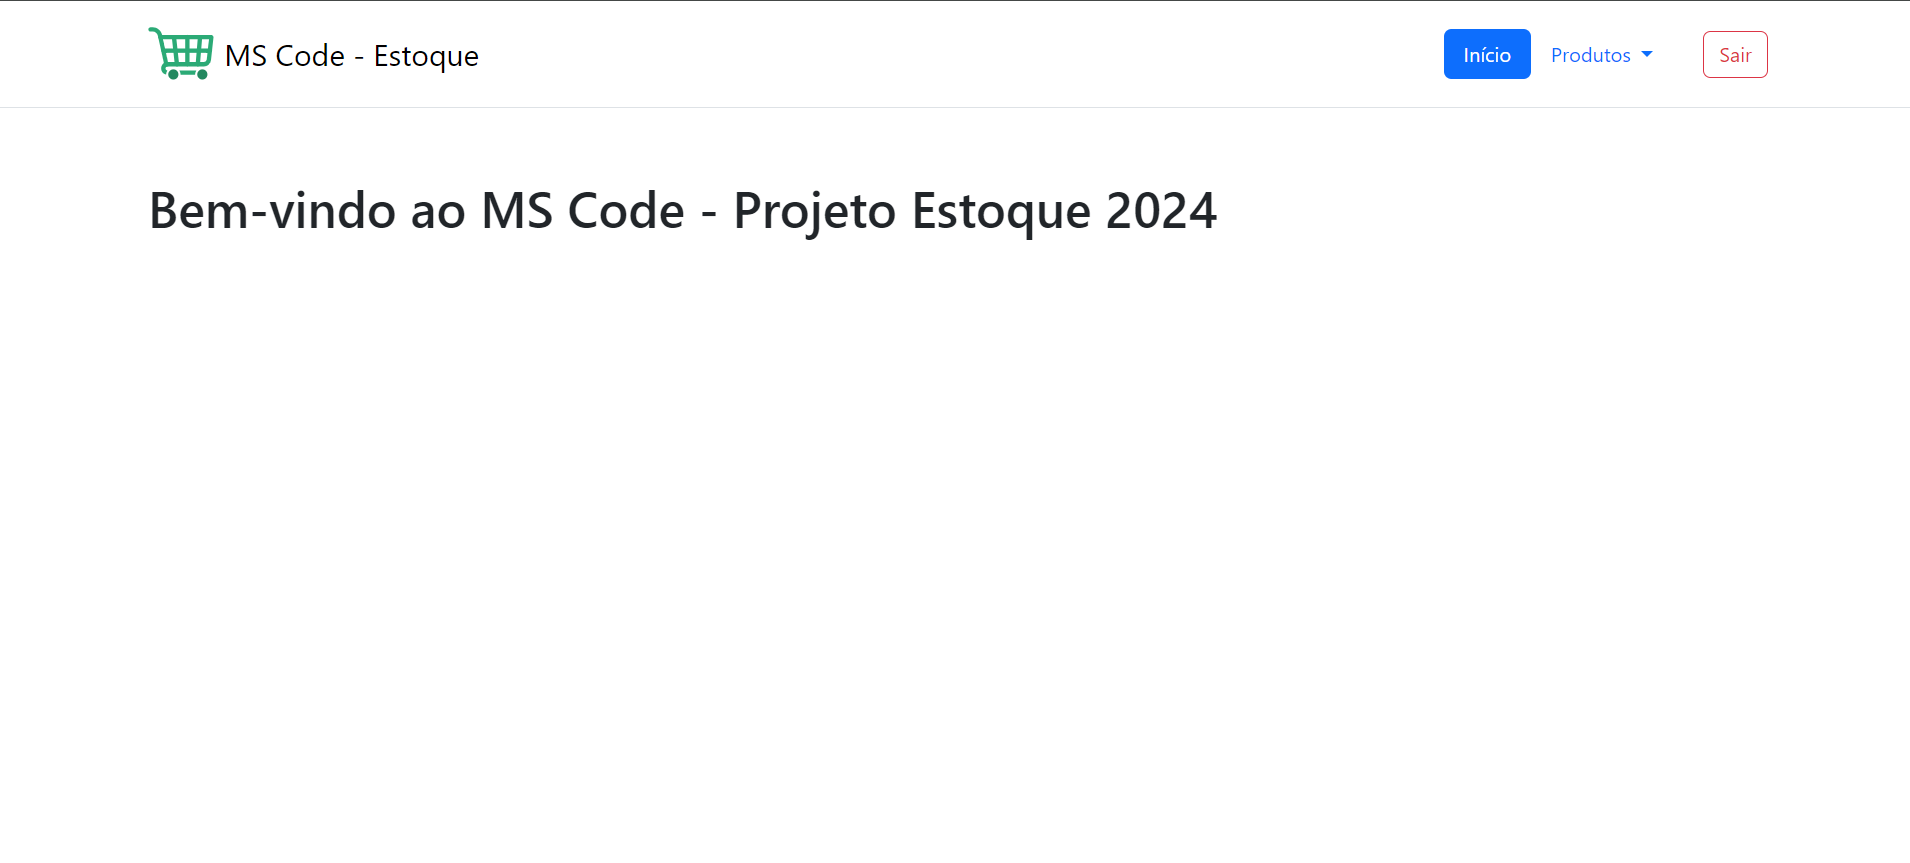 MS Code - Estoque
Início
Produtos
Sair
Bem-vindo ao MS Code - Projeto Estoque 2024